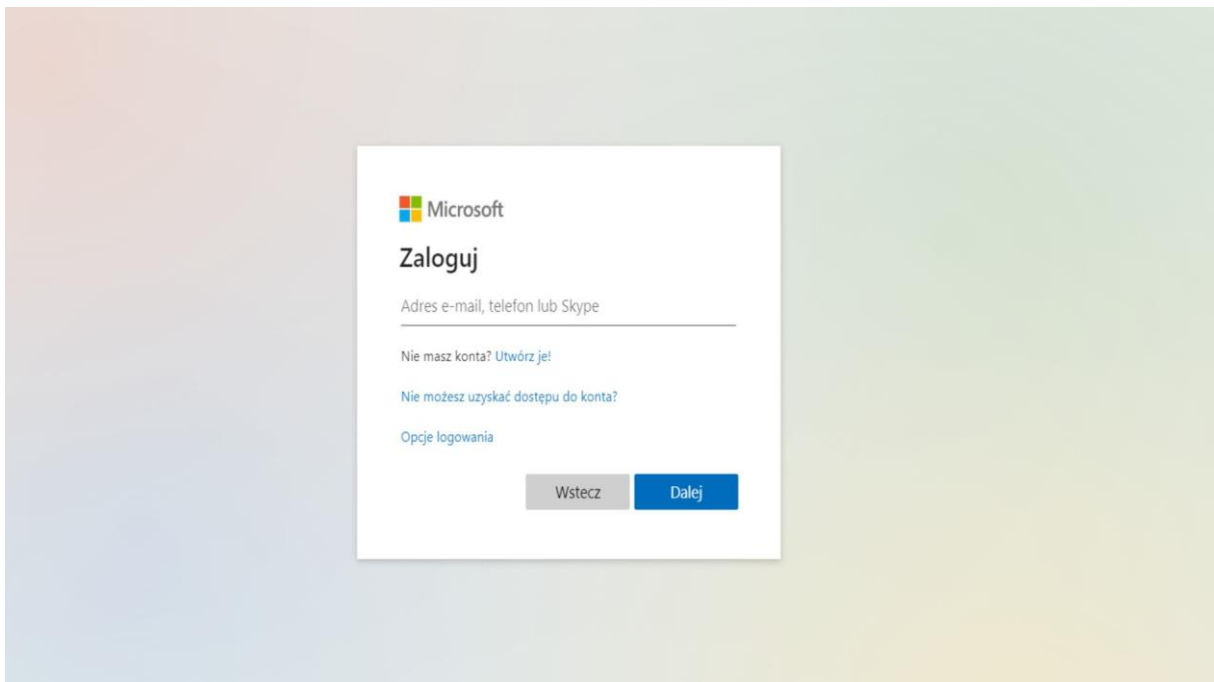 Microsoft
Zaloguj
Adres e-mail, telefon lub Skype
Nie masz konta? Utwórz je!
Nie możesz uzyskać dostępu do konta?
Opcje logowania
Wstecz Dalej